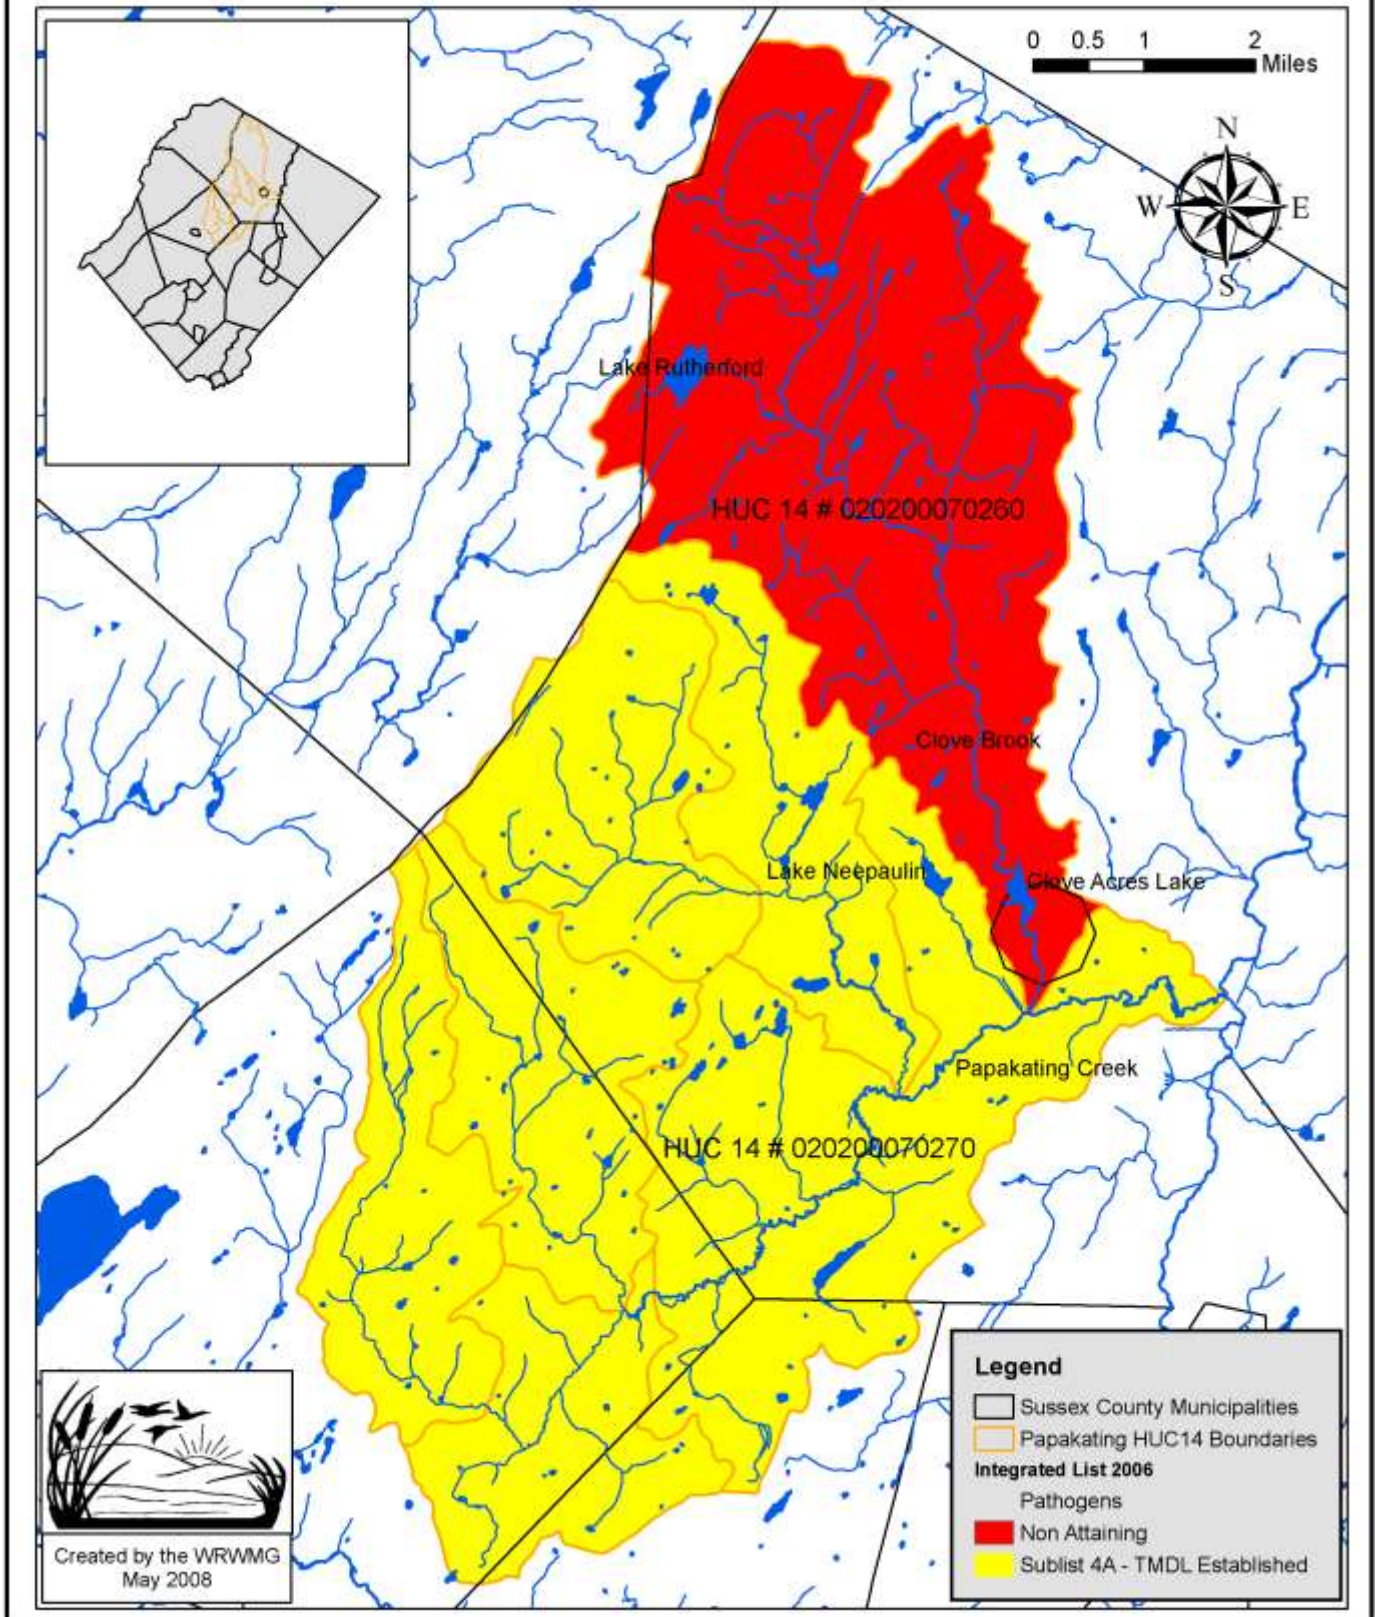 0 0.5 1 2
Miles
N
W E
S
Lake Rutherford
HUC 14 # 020200070260
Clove Brook
Lake Neepaulin
Clove Acres Lake
Papakating Creek
HUC 14 # 020200070270
Legend
Sussex County Municipalities
Papakating HUC14 Boundaries
Integrated List 2006
Pathogens
Non Attaining
Sublist 4A - TMDL Established
Created by the WRWMG
May 2008